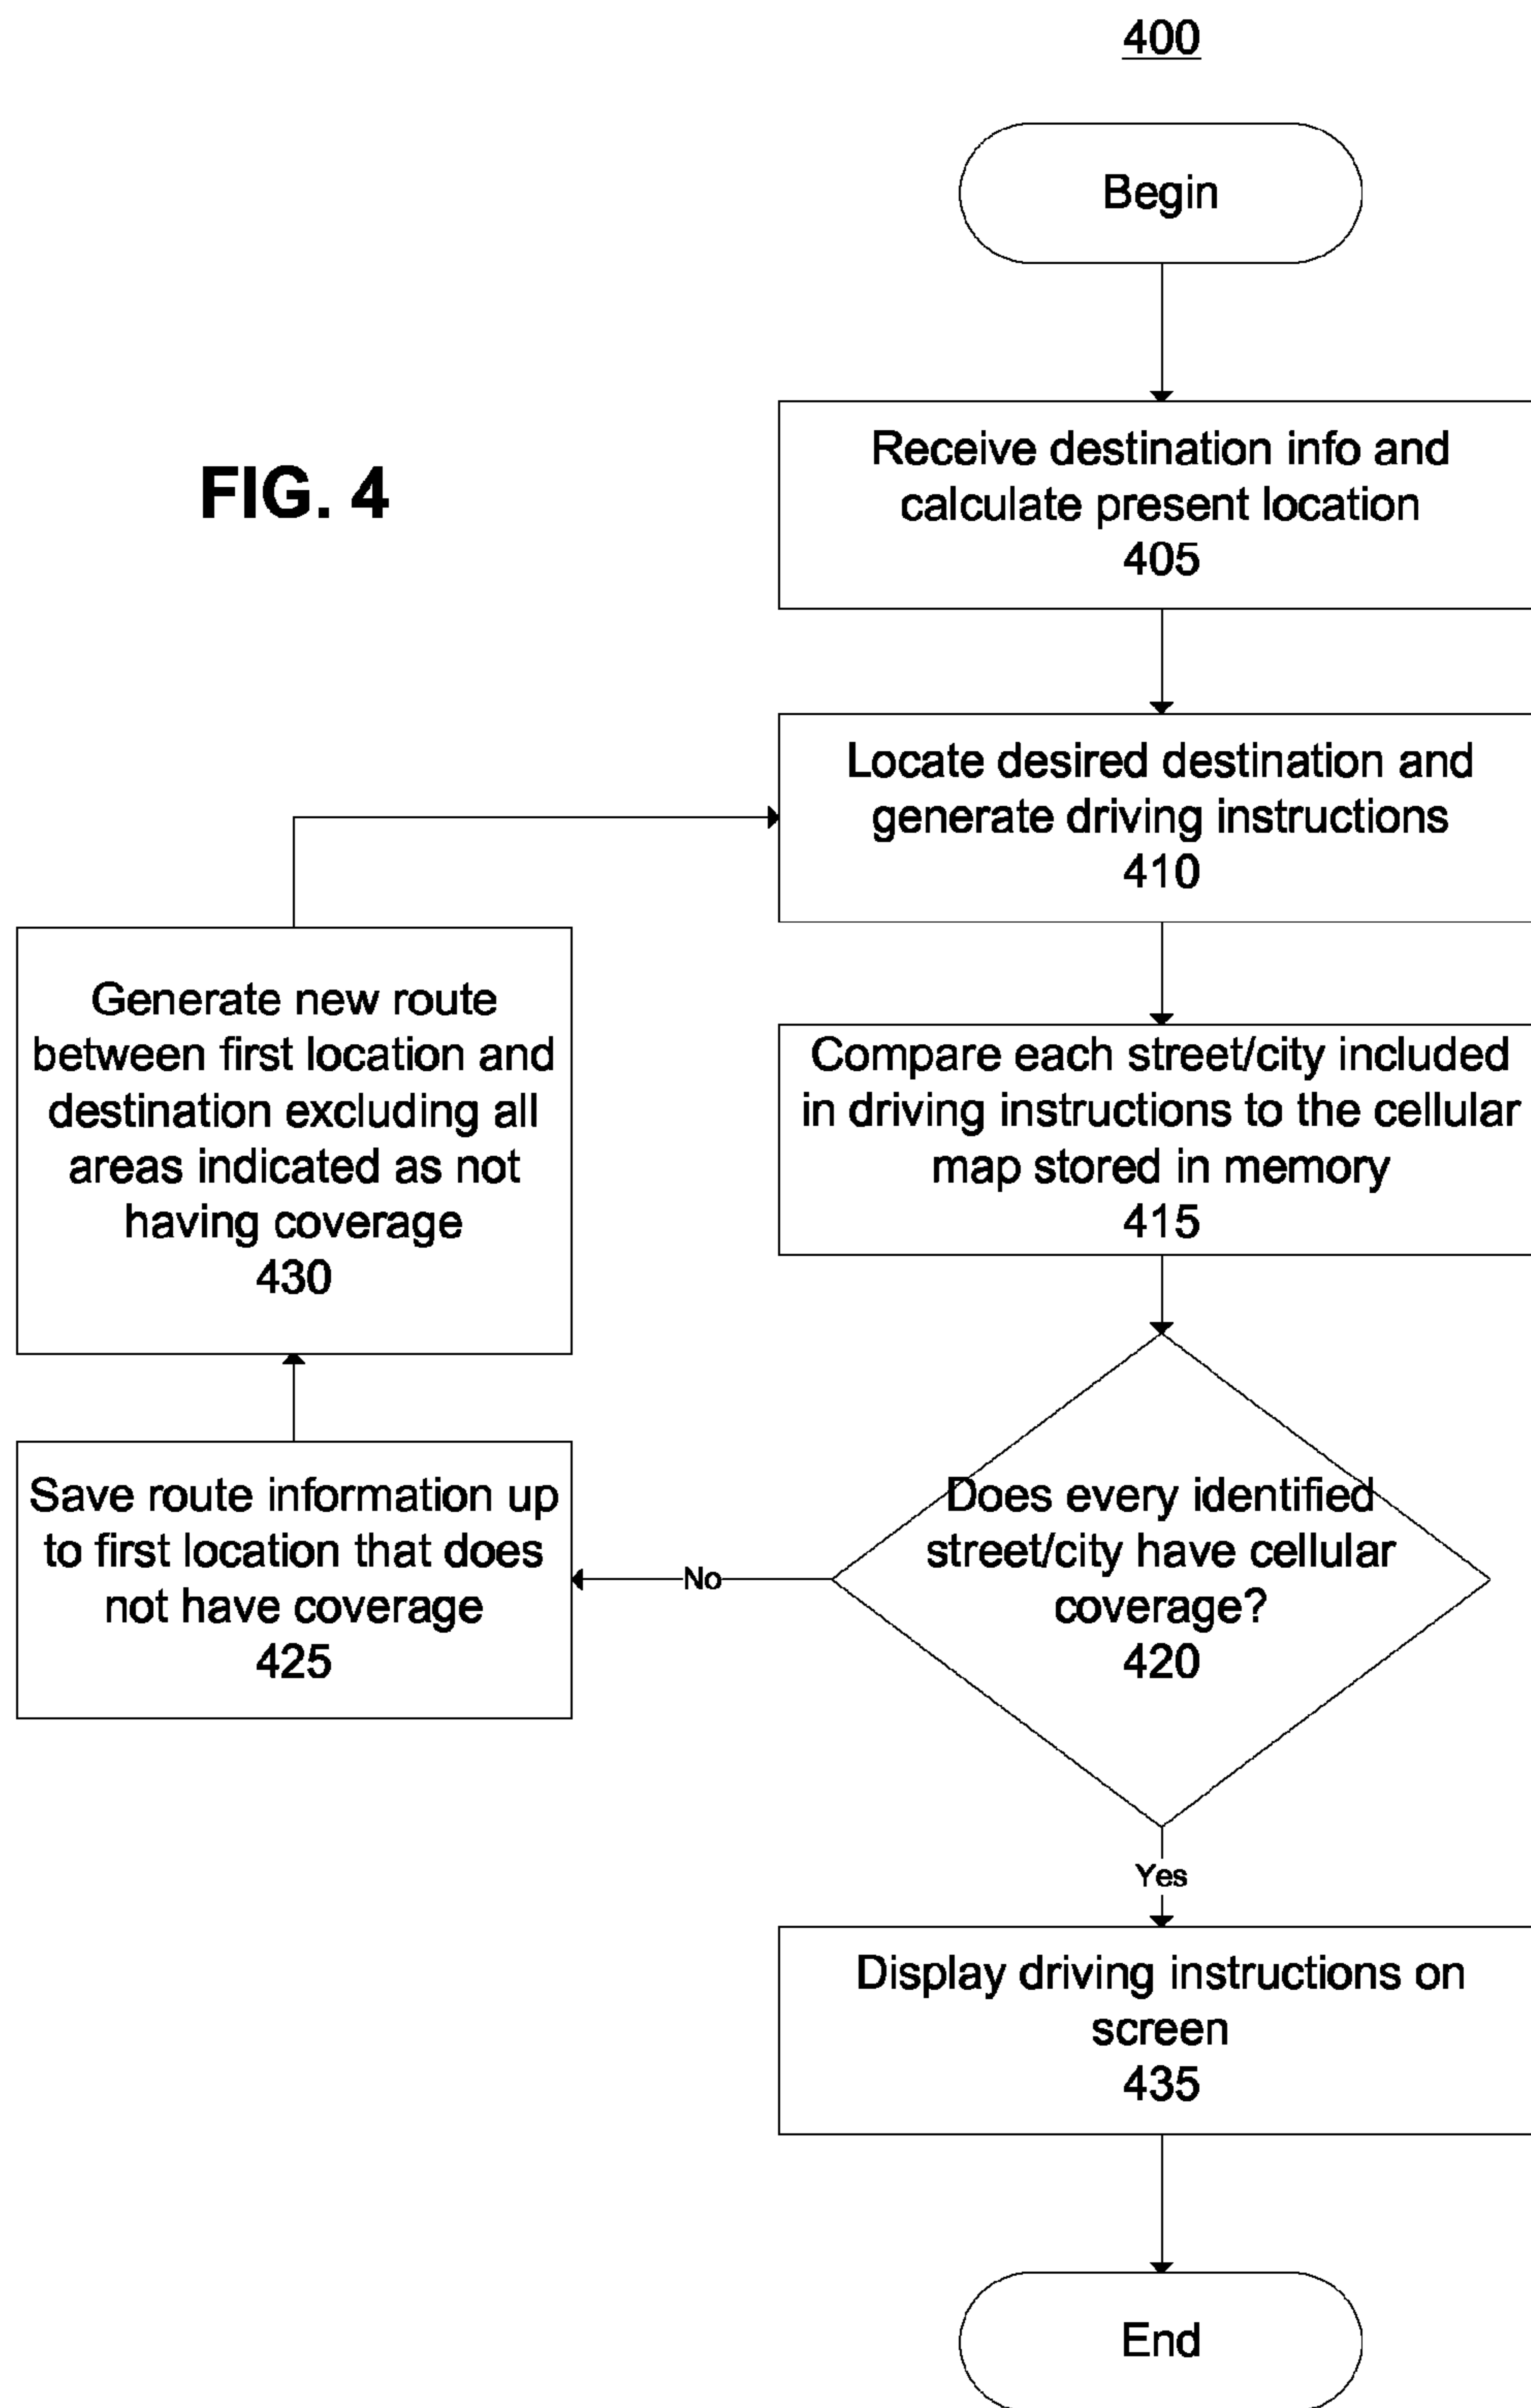 400
Begin
FIG. 4
Receive destination info and
calculate present location
405
Locate desired destination and
generate driving instructions
410
Compare each street/city included
in driving instructions to the cellular
map stored in memory
415
Does every identified
street/city have cellular
coverage?
420
No
Save route information up
to first location that does
not have coverage
425
Generate new route
between first location and
destination excluding all
areas indicated as not
having coverage
430
Yes
Display driving instructions on
screen
435
End